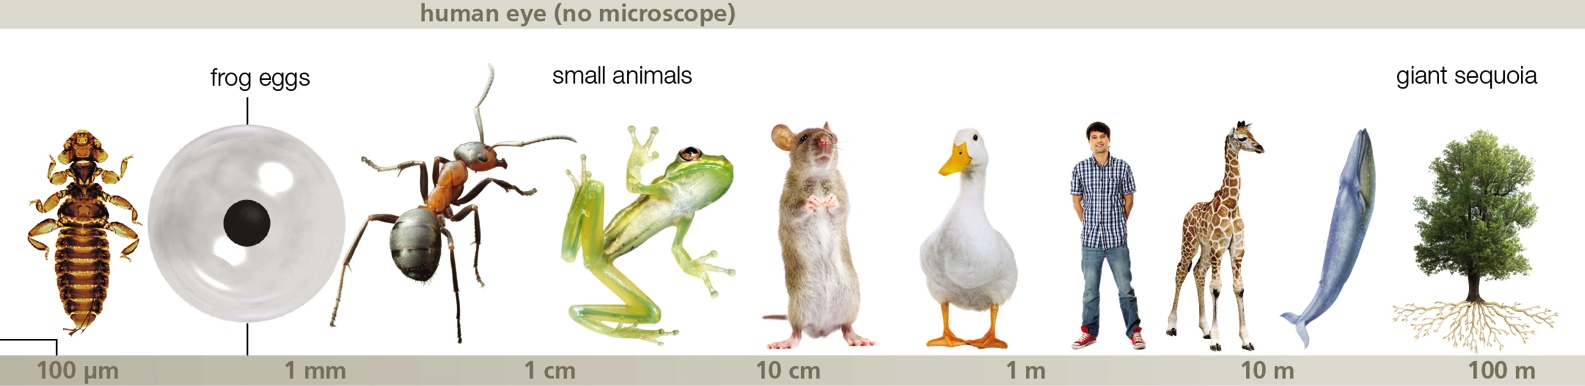 human eye (no microscope)
frog eggs
small animals
giant sequoia
100 µm 1 mm 1 cm 10 cm 1 m 10 m 100 m